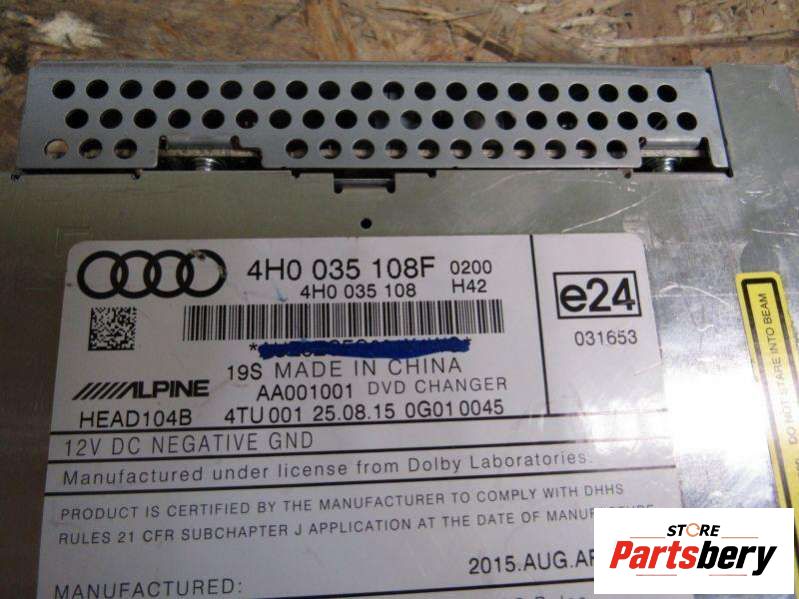 4H0 035 108F 0200
4H0 035 108 H42
e24
031653
19S MADE IN CHINA
ALPINE AA001001 DVD CHANGER
HEAD104B 4TU 001 25.08.15 0G01 0045
12V DC NEGATIVE GND
Manufactured under license from Dolby Laboratories.
PRODUCT IS CERTIFIED BY THE MANUFACTURER TO COMPLY WITH DHHS
RULES 21 CFR SUBCHAPTER J APPLICATION AT THE DATE OF MANUFACTURE
2015.AUG.
MANUFACTURED:
DO NOT STARE INTO BEAM
STORE
Partsbery